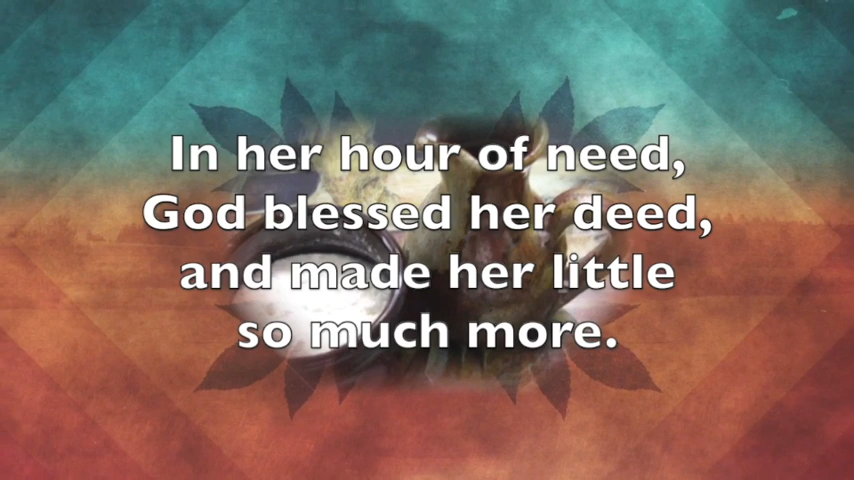 In her hour of need,
God blessed her deed,
and made her little
so much more.